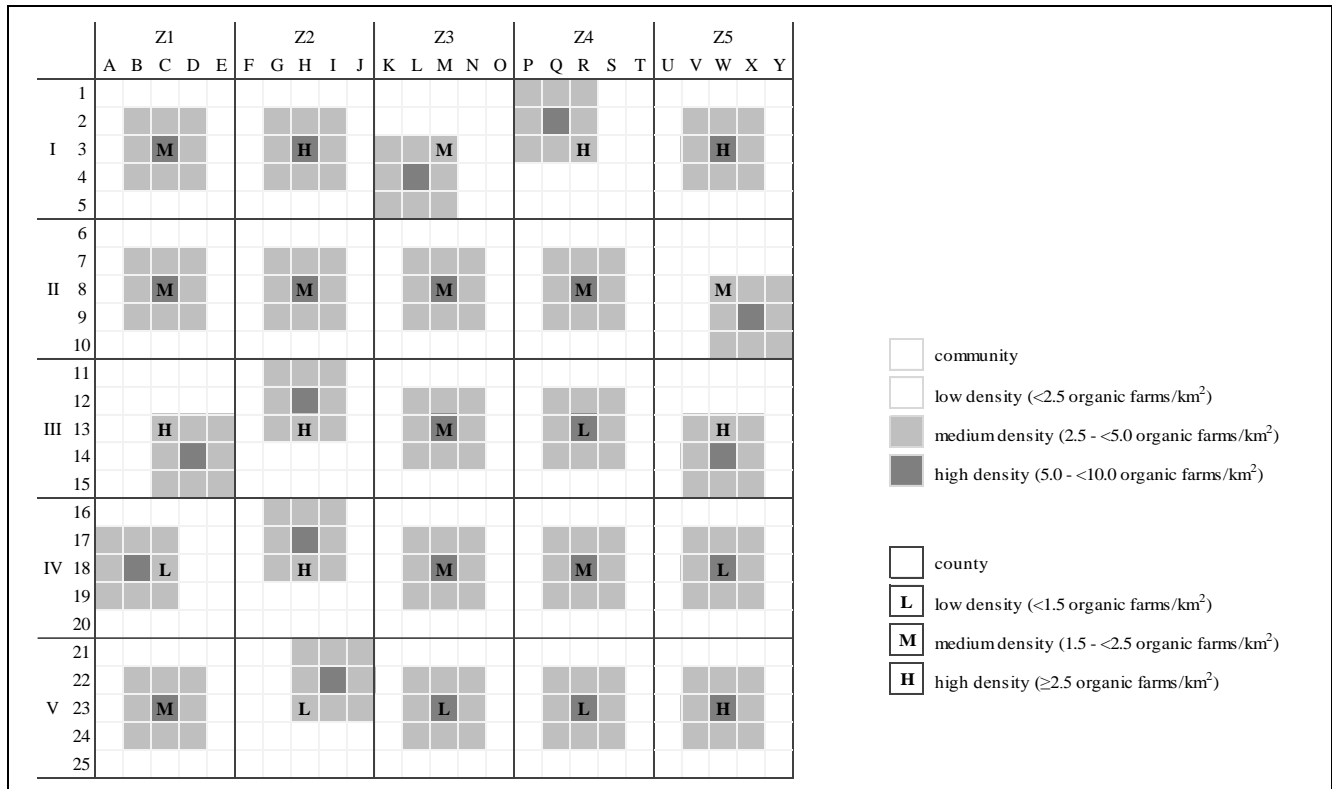 Z1 Z2 Z3 Z4 Z5
A B C D E F G H I J K L M N O P Q R S T U V W X Y
1
2
I 3 M H M H H
4
5
6
7
II 8 M M M M M
9
10
11
12
III 13 H H M L H
14
15
16
17
IV 18 L H M M L
19
20
21
22
V 23 M L L L H
24
25
community
low density (<2.5 organic farms/km²)
medium density (2.5 - <5.0 organic farms/km²)
high density (5.0 - <10.0 organic farms/km²)
county
L low density (<1.5 organic farms/km²)
M medium density (1.5 - <2.5 organic farms/km²)
H high density (≥2.5 organic farms/km²)